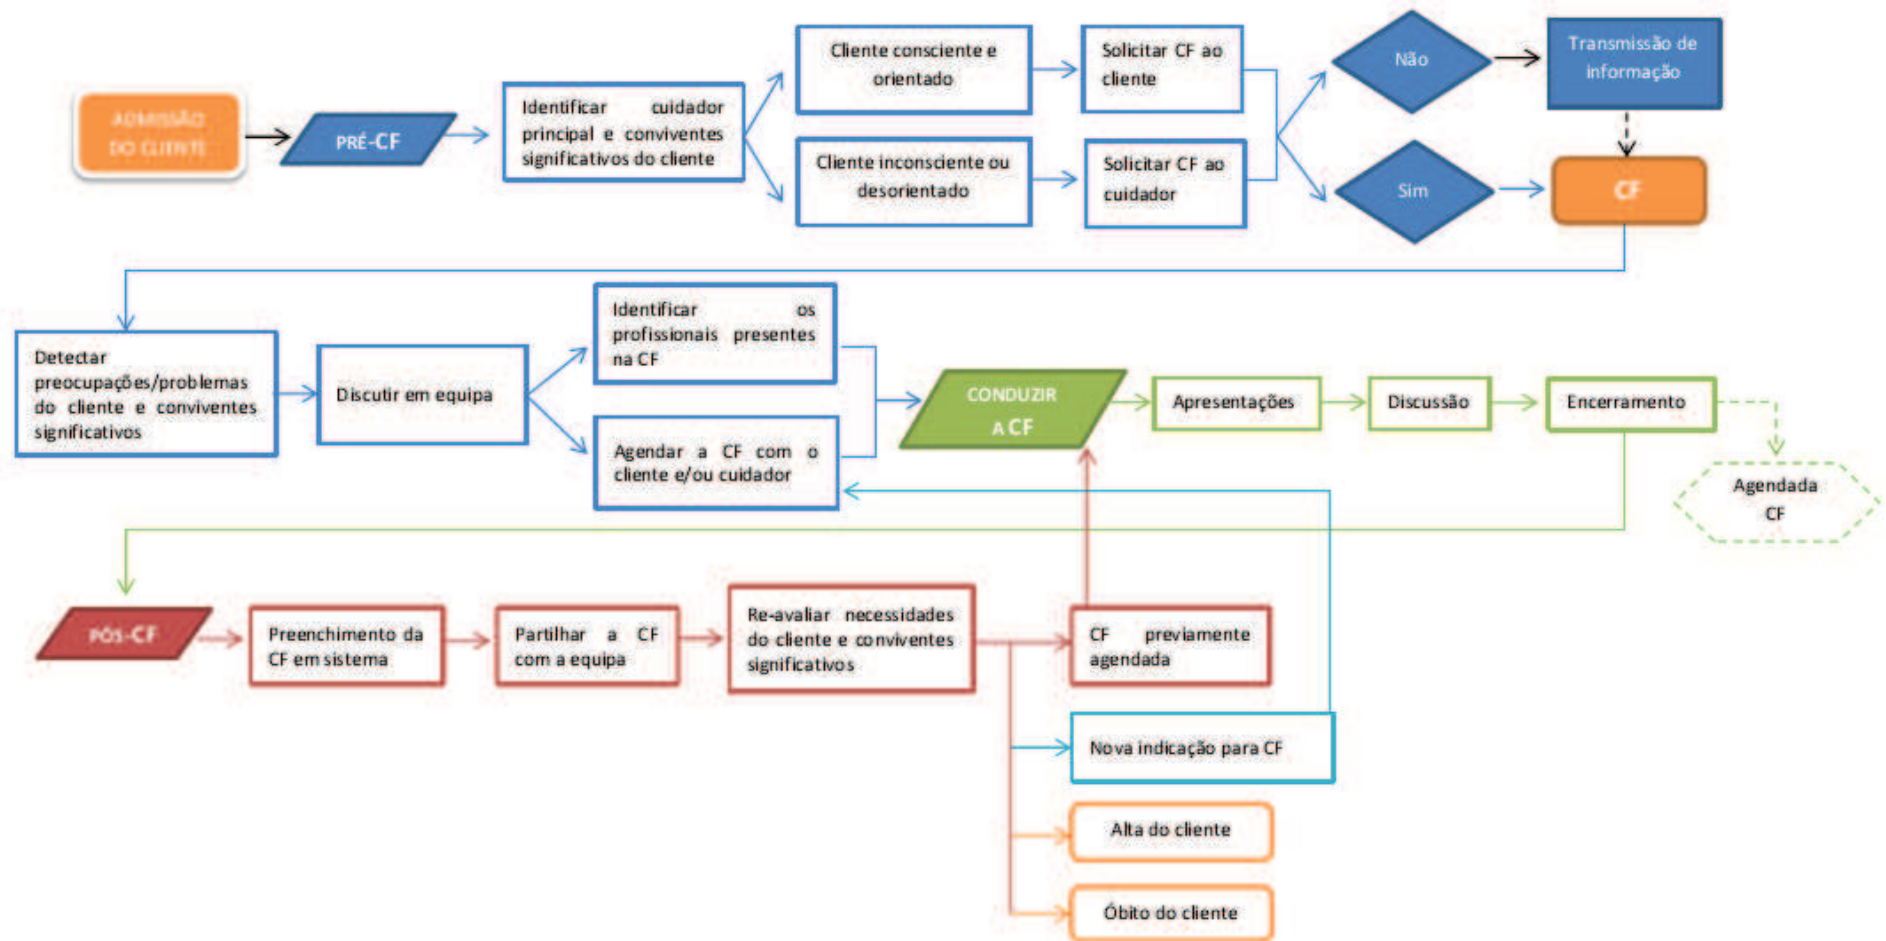 ADMISSÃO
DO CLIENTE
PRÉ-CF
Identificar cuidador
principal e conviventes
significativos do cliente
Cliente consciente e
orientado
Solicitar CF ao
cliente
Cliente inconsciente ou
desorientado
Solicitar CF ao
cuidador
Não
Transmissão de
informação
Sim
CF
Detectar
preocupações/problemas
do cliente e conviventes
significativos
Discutir em equipa
Identificar os
profissionais presentes
na CF
Agendar a CF com o
cliente e/ou cuidador
CONDUZIR
A CF
Apresentações
Discussão
Encerramento
Agendada
CF
PÓS-CF
Preenchimento da
CF em sistema
Partilhar a CF
com a equipa
Re-avaliar necessidades
do cliente e conviventes
significativos
CF previamente
agendada
Nova indicação para CF
Alta do cliente
Óbito do cliente